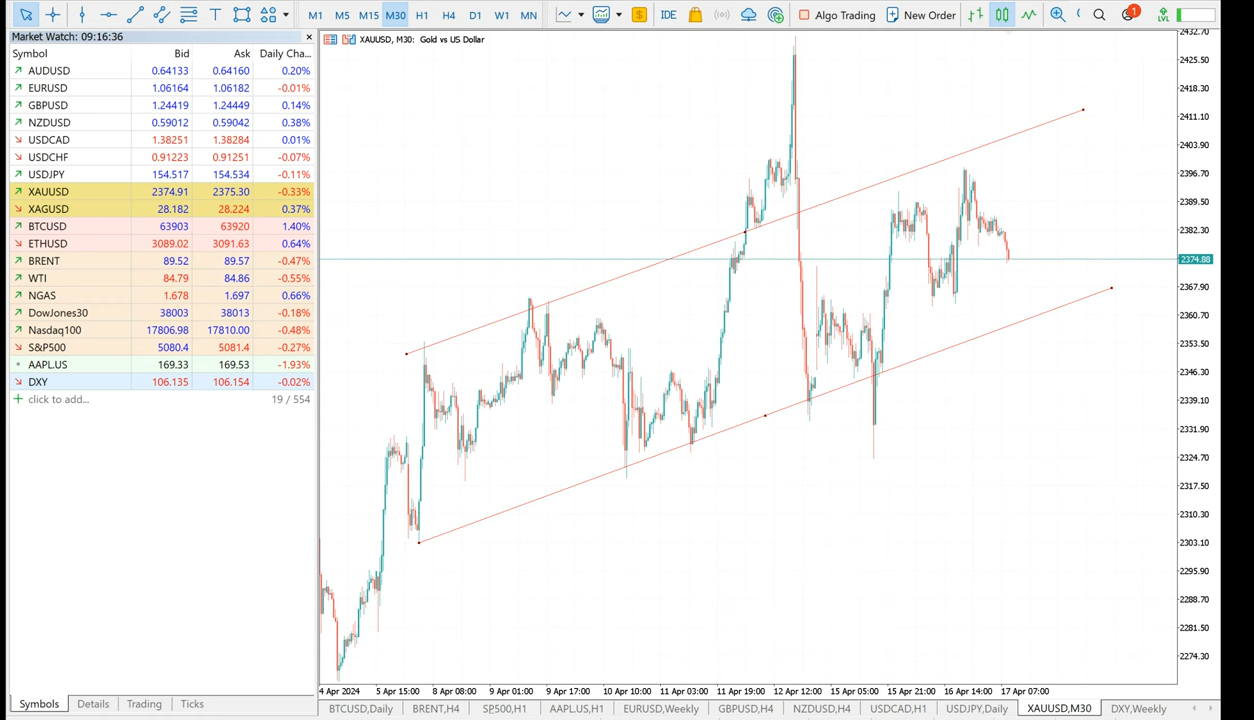 M1 M5 M15 M30 H1 H4 D1 W1 MN $ IDE Algo Trading New Order 1 LVL
Market Watch: 09:16:36
Symbol Bid Ask Daily Cha...
AUDUSD 0.64133 0.64160 0.20%
EURUSD 1.06164 1.06182 -0.01%
GBPUSD 1.24419 1.24449 0.14%
NZDUSD 0.59012 0.59042 0.38%
USDCAD 1.38251 1.38284 0.01%
USDCHF 0.91223 0.91251 -0.07%
USDJPY 154.517 154.534 -0.11%
XAUUSD 2374.91 2375.30 -0.33%
XAGUSD 28.182 28.224 0.37%
BTCUSD 63903 63920 1.40%
ETHUSD 3089.02 3091.63 0.64%
BRENT 89.52 89.57 -0.47%
WTI 84.79 84.86 -0.55%
NGAS 1.678 1.697 0.66%
DowJones30 38003 38013 -0.18%
Nasdaq100 17806.98 17810.00 -0.48%
S&P500 5080.4 5081.4 -0.27%
AAPL.US 169.33 169.53 -1.93%
DXY 106.135 106.154 -0.02%
click to add... 19 / 554
Symbols Details Trading Ticks
XAUUSD, M30: Gold vs US Dollar
2432.70
2425.50
2418.30
2411.10
2403.90
2396.70
2389.50
2382.30
2374.88
2367.90
2360.70
2353.50
2346.30
2339.10
2331.90
2324.70
2317.50
2310.30
2303.10
2295.90
2288.70
2281.50
2274.30
4 Apr 2024 5 Apr 15:00 8 Apr 08:00 9 Apr 01:00 9 Apr 17:00 10 Apr 10:00 11 Apr 03:00 11 Apr 19:00 12 Apr 12:00 15 Apr 05:00 15 Apr 21:00 16 Apr 14:00 17 Apr 07:00
BTCUSD,Daily BRENT,H4 SP500,H1 AAPL.US,H1 EURUSD,Weekly GBPUSD,H4 NZDUSD,H4 USDCAD,H1 USDJPY,Daily XAUUSD,M30 DXY,Weekly